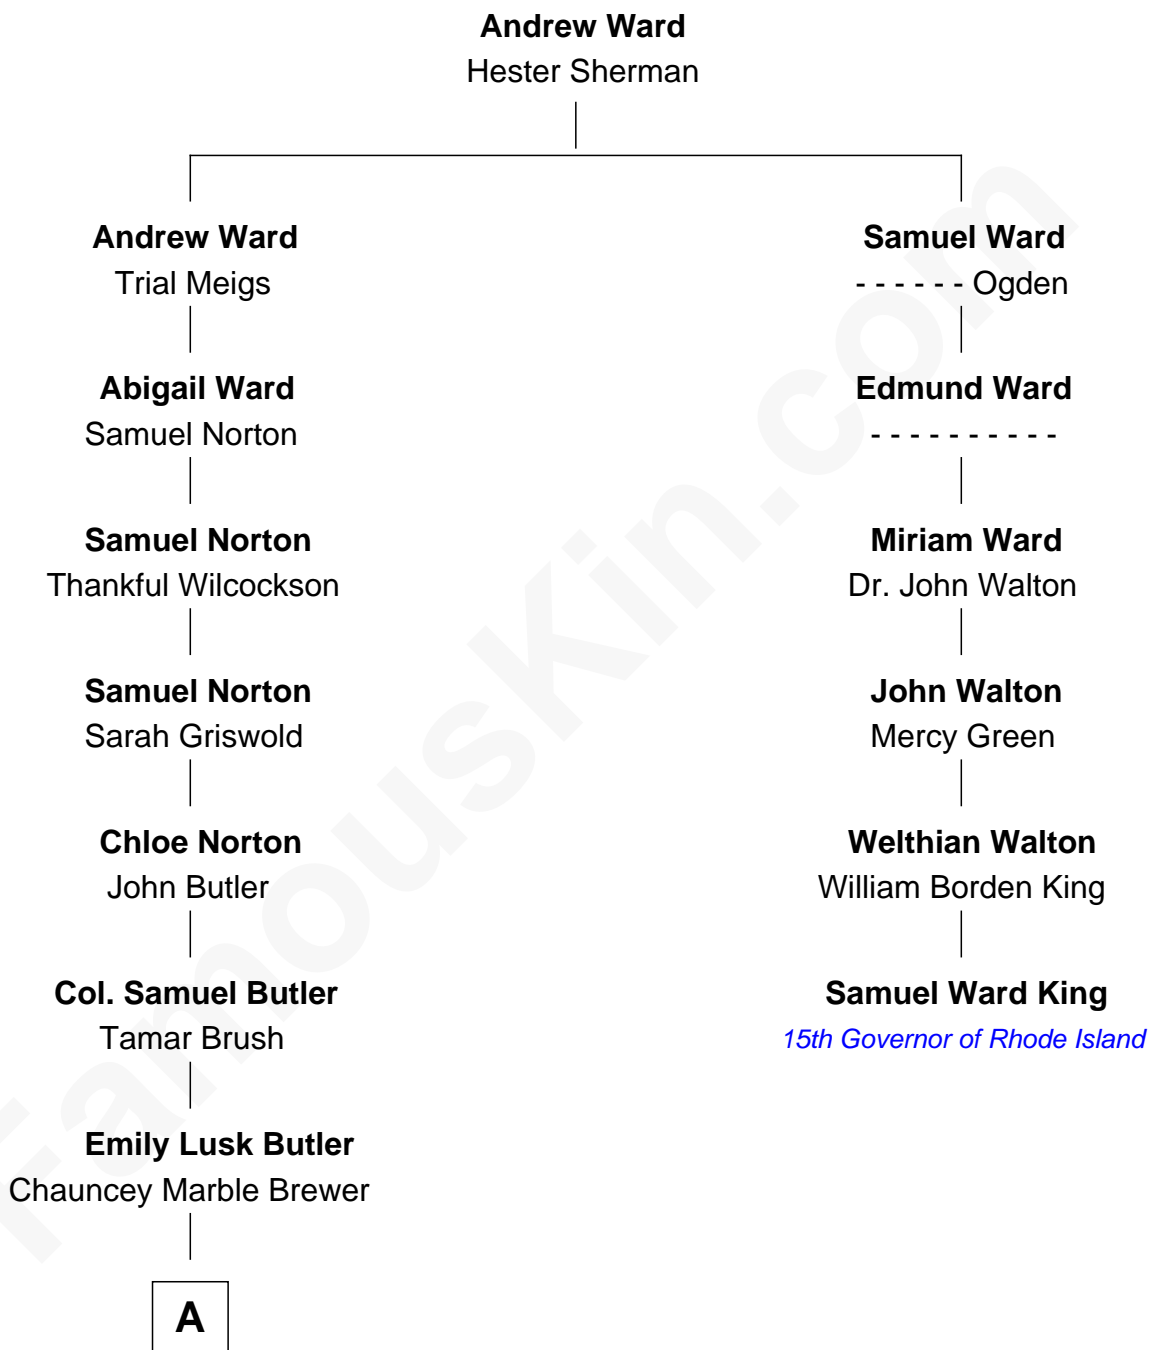 Andrew Ward
Hester Sherman
Andrew Ward
Trial Meigs
Samuel Ward
- - - - - - Ogden
Abigail Ward
Samuel Norton
Edmund Ward
- - - - - - - - - -
Samuel Norton
Thankful Wilcockson
Miriam Ward
Dr. John Walton
Samuel Norton
Sarah Griswold
John Walton
Mercy Green
Chloe Norton
John Butler
Welthian Walton
William Borden King
Col. Samuel Butler
Tamar Brush
Samuel Ward King
15th Governor of Rhode Island
Emily Lusk Butler
Chauncey Marble Brewer
A
FamousKin.com